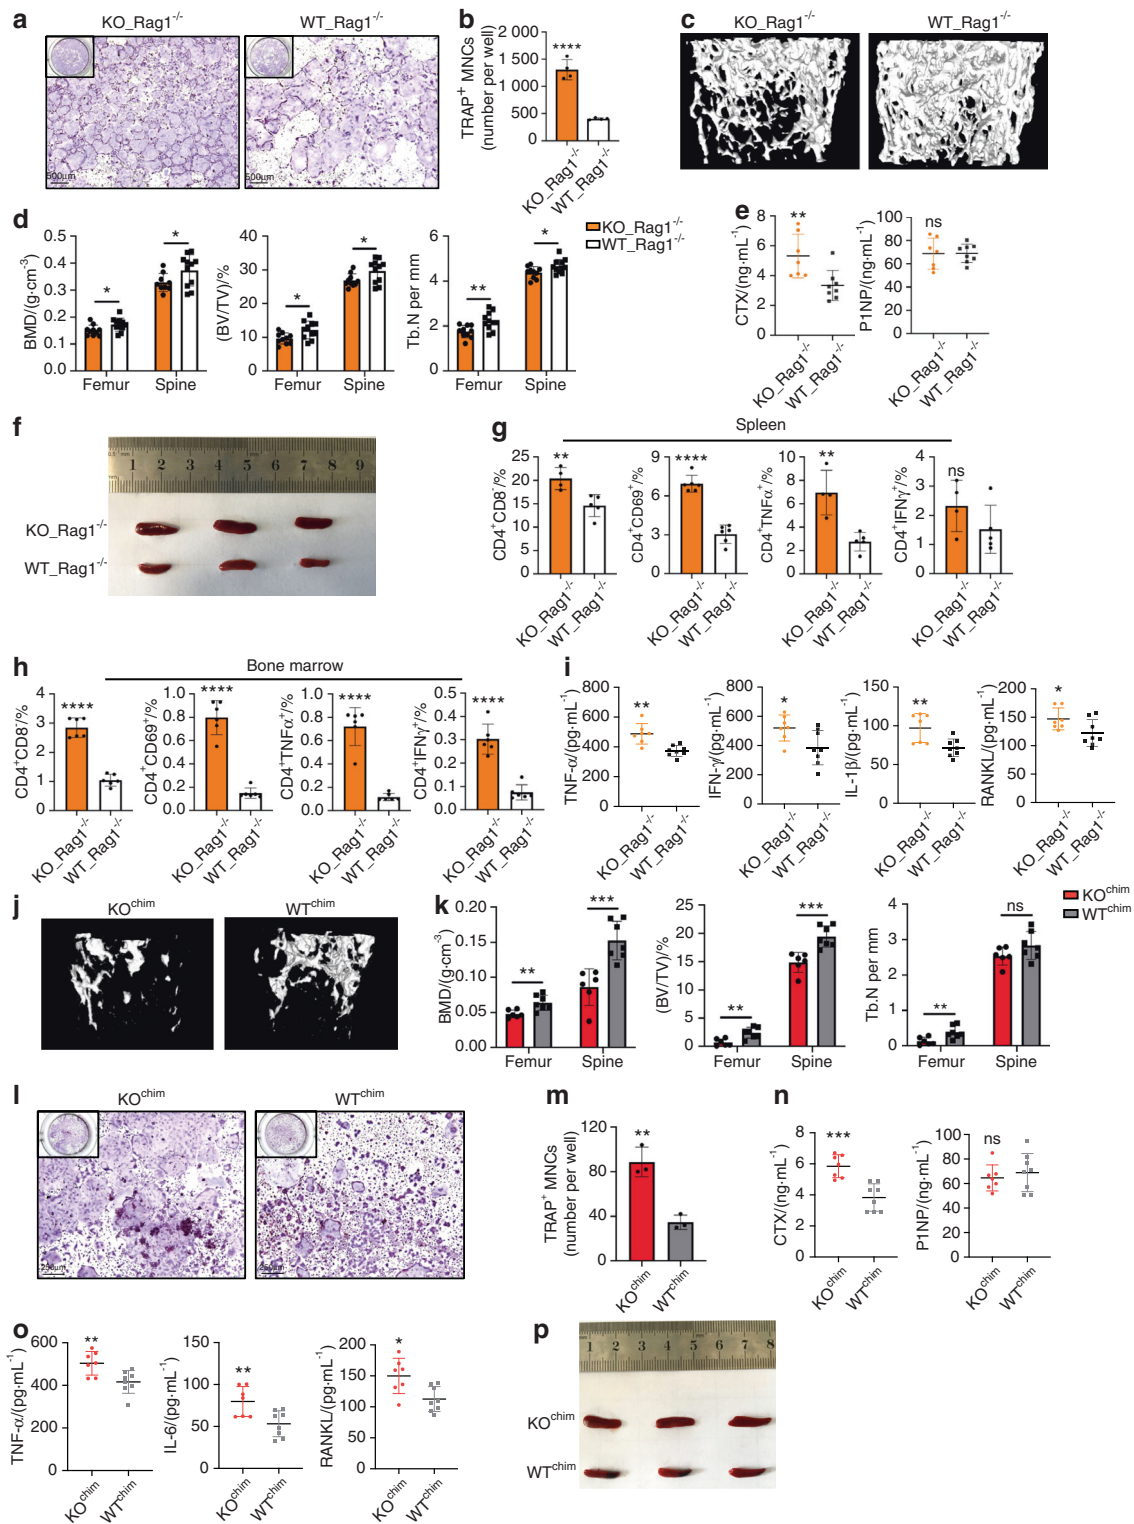 a
KO_Rag1-/-
WT_Rag1-/-
500μm
500μm
b
TRAP+ MNCs
(number per well)
2 000
1 500
1 000
500
0
****
KO_Rag1-/-
WT_Rag1-/-
c
KO_Rag1-/-
WT_Rag1-/-
d
BMD/(g·cm-3)
0.5
0.4
0.3
0.2
0.1
0.0
*
*
Femur
Spine
(BV/TV)/%
40
30
20
10
0
*
*
Femur
Spine
Tb.N per mm
6
4
2
0
**
*
Femur
Spine
KO_Rag1-/-
WT_Rag1-/-
e
CTX/(ng·mL-1)
8
6
4
2
0
**
KO_Rag1-/-
WT_Rag1-/-
P1NP/(ng·mL-1)
100
80
60
40
20
0
ns
KO_Rag1-/-
WT_Rag1-/-
f
1 2 3 4 5 6 7 8 9
KO_Rag1-/-
WT_Rag1-/-
g
Spleen
CD4+CD8-/%
25
20
15
10
5
0
**
KO_Rag1-/-
WT_Rag1-/-
CD4+CD69+/%
9
6
3
0
****
KO_Rag1-/-
WT_Rag1-/-
CD4+TNFα+/%
10
8
6
4
2
0
**
KO_Rag1-/-
WT_Rag1-/-
CD4+IFNγ+/%
4
3
2
1
0
ns
KO_Rag1-/-
WT_Rag1-/-
h
Bone marrow
CD4+CD8-/%
4
3
2
1
0
****
KO_Rag1-/-
WT_Rag1-/-
CD4+CD69+/%
1.0
0.8
0.6
0.4
0.2
0.0
****
KO_Rag1-/-
WT_Rag1-/-
CD4+TNFα+/%
1.0
0.8
0.6
0.4
0.2
0.0
****
KO_Rag1-/-
WT_Rag1-/-
CD4+IFNγ+/%
0.5
0.4
0.3
0.2
0.1
0.0
****
KO_Rag1-/-
WT_Rag1-/-
i
TNF-α/(pg·mL-1)
800
600
400
200
0
**
KO_Rag1-/-
WT_Rag1-/-
IFN-γ/(pg·mL-1)
800
600
400
200
0
*
KO_Rag1-/-
WT_Rag1-/-
IL-1β/(pg·mL-1)
150
100
50
0
**
KO_Rag1-/-
WT_Rag1-/-
RANKL/(pg·mL-1)
200
150
100
50
0
*
KO_Rag1-/-
WT_Rag1-/-
j
KOchim
WTchim
k
BMD/(g·cm-3)
0.20
0.15
0.10
0.05
0.00
**
***
Femur
Spine
(BV/TV)/%
25
20
15
10
5
0
**
***
Femur
Spine
Tb.N per mm
4
3
2
1
0
**
ns
Femur
Spine
KOchim
WTchim
l
KOchim
WTchim
250μm
250μm
m
TRAP+ MNCs
(number per well)
120
80
40
0
**
KOchim
WTchim
n
CTX/(ng·mL-1)
8
6
4
2
0
***
KOchim
WTchim
P1NP/(ng·mL-1)
100
80
60
40
20
0
ns
KOchim
WTchim
o
TNF-α/(pg·mL-1)
600
400
200
0
**
KOchim
WTchim
IL-6/(pg·mL-1)
150
100
50
0
**
KOchim
WTchim
RANKL/(pg·mL-1)
200
150
100
50
0
*
KOchim
WTchim
p
1 2 3 4 5 6 7 8
KOchim
WTchim